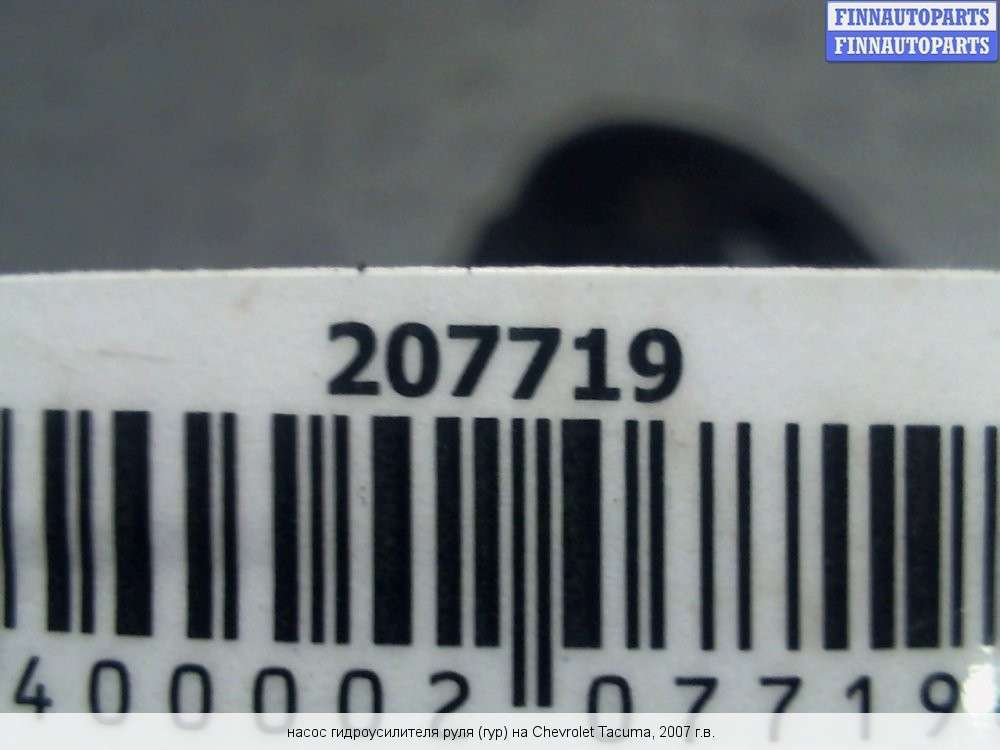 FINNAUTOPARTS
FINNAUTOPARTS
207719
400002 07719
насос гидроусилителя руля (гур) на Chevrolet Tacuma, 2007 г.в.